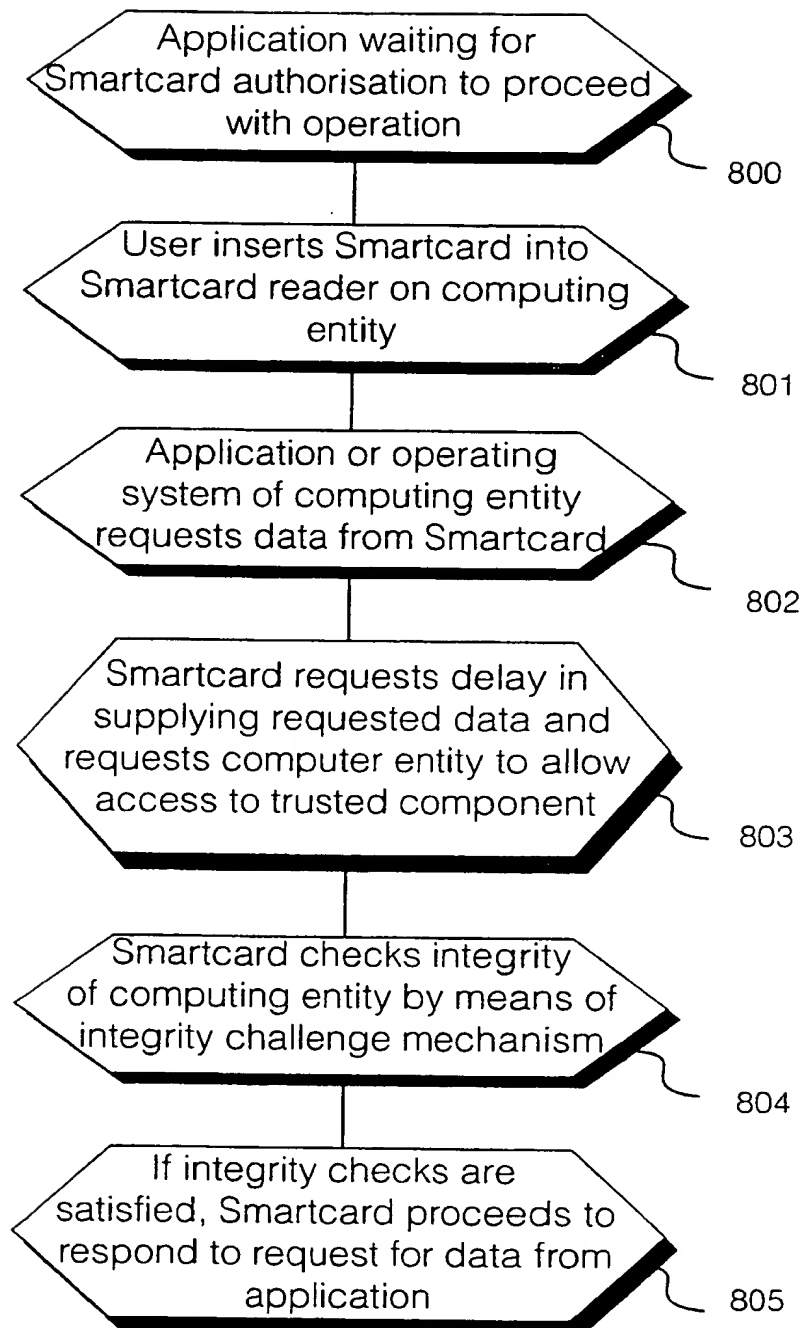 Application waiting for
Smartcard authorisation to proceed
with operation
800
User inserts Smartcard into
Smartcard reader on computing
entity
801
Application or operating
system of computing entity
requests data from Smartcard
802
Smartcard requests delay in
supplying requested data and
requests computer entity to allow
access to trusted component
803
Smartcard checks integrity
of computing entity by means of
integrity challenge mechanism
804
If integrity checks are
satisfied, Smartcard proceeds to
respond to request for data from
application
805